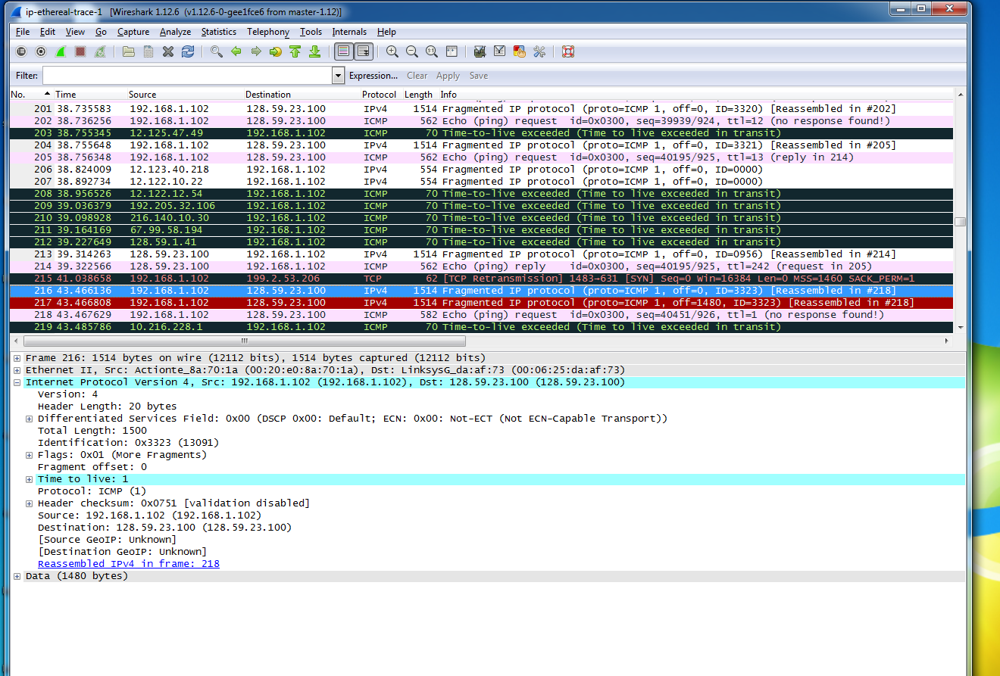 ip-ethereal-trace-1 [Wireshark 1.12.6 (v1.12.6-0-gee1fce6 from master-1.12)]
File Edit View Go Capture Analyze Statistics Telephony Tools Internals Help
Filter: Expression... Clear Apply Save
No. Time Source Destination Protocol Length Info
201 38.735583 192.168.1.102 128.59.23.100 IPv4 1514 Fragmented IP protocol (proto=ICMP 1, off=0, ID=3320) [Reassembled in #202]
202 38.736256 192.168.1.102 128.59.23.100 ICMP 562 Echo (ping) request id=0x0300, seq=39939/924, ttl=12 (no response found!)
203 38.755345 12.125.47.49 192.168.1.102 ICMP 70 Time-to-live exceeded (Time to live exceeded in transit)
204 38.755648 192.168.1.102 128.59.23.100 IPv4 1514 Fragmented IP protocol (proto=ICMP 1, off=0, ID=3321) [Reassembled in #205]
205 38.756348 192.168.1.102 128.59.23.100 ICMP 562 Echo (ping) request id=0x0300, seq=40195/925, ttl=13 (reply in 214)
206 38.824009 12.123.40.218 192.168.1.102 IPv4 554 Fragmented IP protocol (proto=ICMP 1, off=0, ID=0000)
207 38.892734 12.122.10.22 192.168.1.102 IPv4 554 Fragmented IP protocol (proto=ICMP 1, off=0, ID=0000)
208 38.956526 12.122.12.54 192.168.1.102 ICMP 70 Time-to-live exceeded (Time to live exceeded in transit)
209 39.036379 192.205.32.106 192.168.1.102 ICMP 70 Time-to-live exceeded (Time to live exceeded in transit)
210 39.098928 216.140.10.30 192.168.1.102 ICMP 70 Time-to-live exceeded (Time to live exceeded in transit)
211 39.164169 67.99.58.194 192.168.1.102 ICMP 70 Time-to-live exceeded (Time to live exceeded in transit)
212 39.227649 128.59.1.41 192.168.1.102 ICMP 70 Time-to-live exceeded (Time to live exceeded in transit)
213 39.314263 128.59.23.100 192.168.1.102 IPv4 1514 Fragmented IP protocol (proto=ICMP 1, off=0, ID=0956) [Reassembled in #214]
214 39.322566 128.59.23.100 192.168.1.102 ICMP 562 Echo (ping) reply id=0x0300, seq=40195/925, ttl=242 (request in 205)
215 41.038658 192.168.1.102 199.2.53.206 TCP 62 [TCP Retransmission] 1483→631 [SYN] Seq=0 Win=16384 Len=0 MSS=1460 SACK_PERM=1
216 43.466136 192.168.1.102 128.59.23.100 IPv4 1514 Fragmented IP protocol (proto=ICMP 1, off=0, ID=3323) [Reassembled in #218]
217 43.466808 192.168.1.102 128.59.23.100 IPv4 1514 Fragmented IP protocol (proto=ICMP 1, off=1480, ID=3323) [Reassembled in #218]
218 43.467629 192.168.1.102 128.59.23.100 ICMP 582 Echo (ping) request id=0x0300, seq=40451/926, ttl=1 (no response found!)
219 43.485786 10.216.228.1 192.168.1.102 ICMP 70 Time-to-live exceeded (Time to live exceeded in transit)
Frame 216: 1514 bytes on wire (12112 bits), 1514 bytes captured (12112 bits)
Ethernet II, Src: Actionte_8a:70:1a (00:20:e0:8a:70:1a), Dst: LinksysG_da:af:73 (00:06:25:da:af:73)
Internet Protocol Version 4, Src: 192.168.1.102 (192.168.1.102), Dst: 128.59.23.100 (128.59.23.100)
Version: 4
Header Length: 20 bytes
Differentiated Services Field: 0x00 (DSCP 0x00: Default; ECN: 0x00: Not-ECT (Not ECN-Capable Transport))
Total Length: 1500
Identification: 0x3323 (13091)
Flags: 0x01 (More Fragments)
Fragment offset: 0
Time to live: 1
Protocol: ICMP (1)
Header checksum: 0x0751 [validation disabled]
Source: 192.168.1.102 (192.168.1.102)
Destination: 128.59.23.100 (128.59.23.100)
[Source GeoIP: Unknown]
[Destination GeoIP: Unknown]
Reassembled IPv4 in frame: 218
Data (1480 bytes)